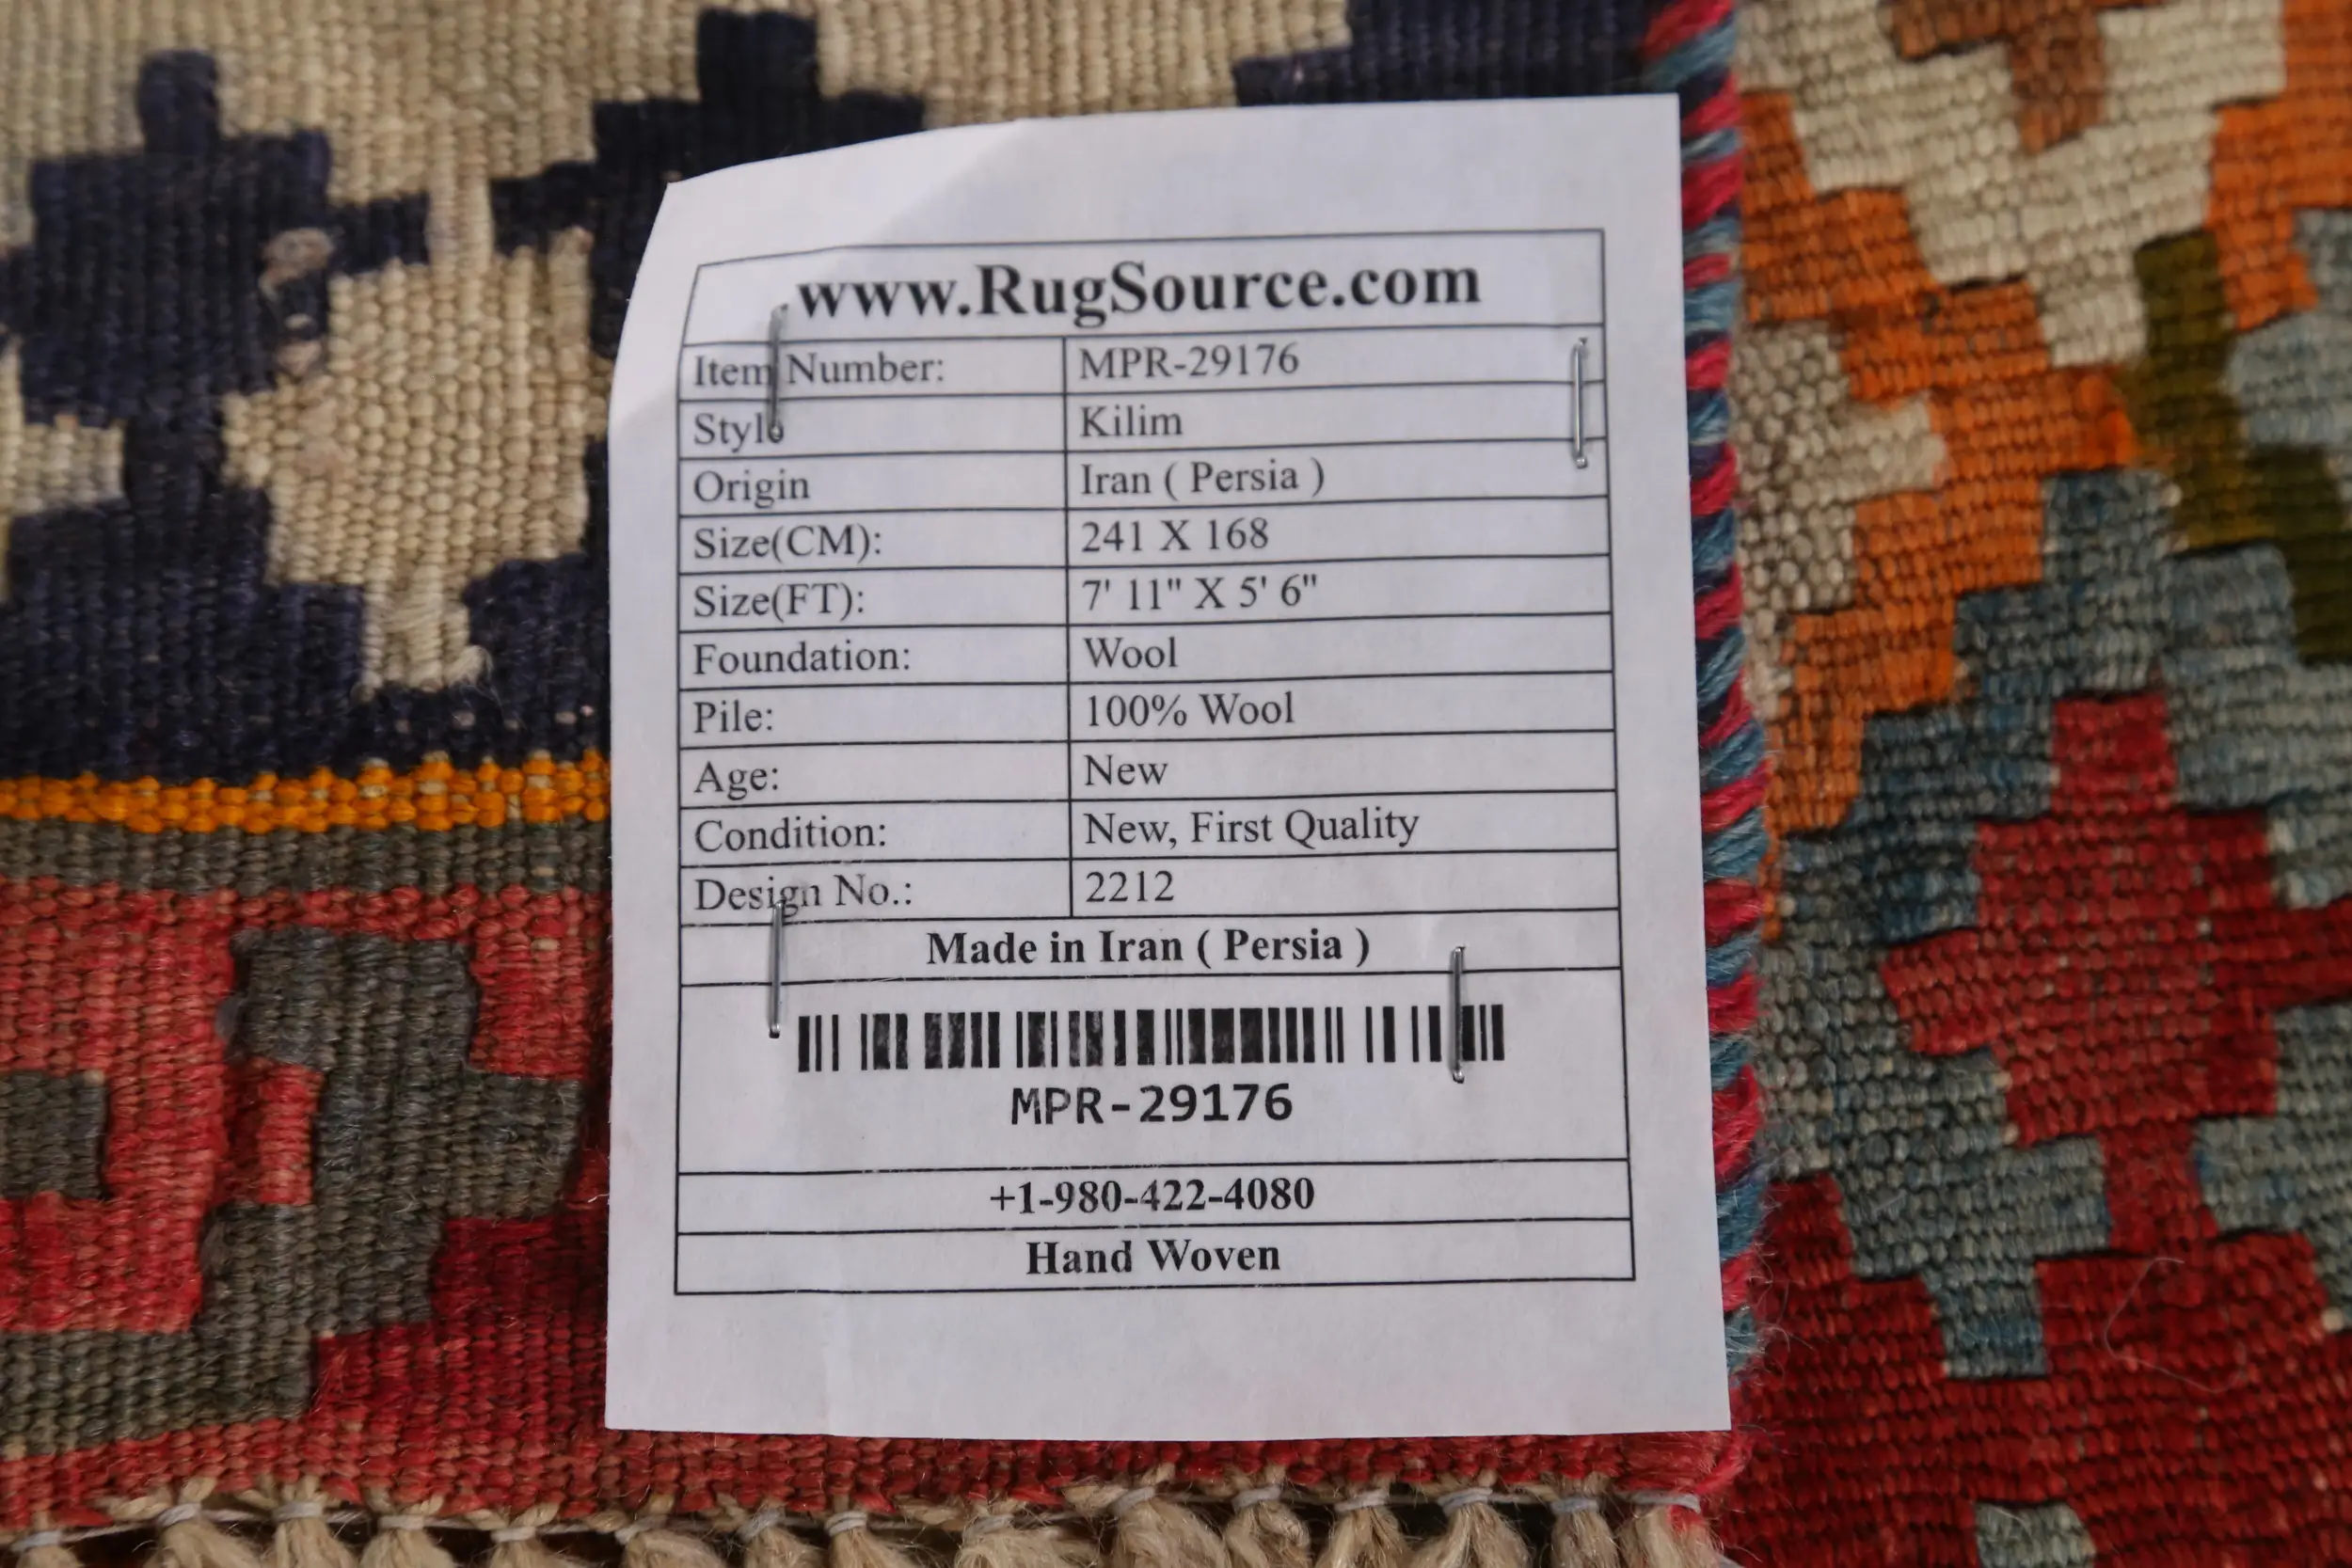 www.RugSource.com
Item Number: MPR-29176
Style Kilim
Origin Iran ( Persia )
Size(CM): 241 X 168
Size(FT): 7' 11" X 5' 6"
Foundation: Wool
Pile: 100% Wool
Age: New
Condition: New, First Quality
Design No.: 2212
Made in Iran ( Persia )
MPR-29176
+1-980-422-4080
Hand Woven